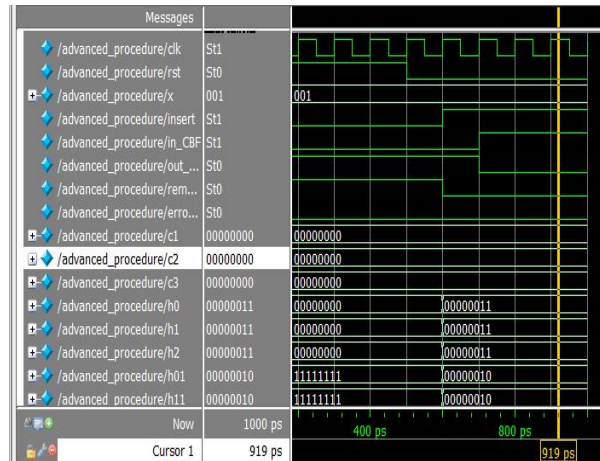 Messages
/advanced_procedure/clk St1
/advanced_procedure/rst St0
/advanced_procedure/x 001 001
/advanced_procedure/insert St1
/advanced_procedure/in_CBF St1
/advanced_procedure/out_... St0
/advanced_procedure/rem... St0
/advanced_procedure/erro... St0
/advanced_procedure/c1 00000000 00000000
/advanced_procedure/c2 00000000 00000000
/advanced_procedure/c3 00000000 00000000
/advanced_procedure/h0 00000011 00000000 00000011
/advanced_procedure/h1 00000011 00000000 00000011
/advanced_procedure/h2 00000011 00000000 00000011
/advanced_procedure/h01 00000010 11111111 00000010
/advanced_procedure/h11 00000010 11111111 00000010
Now 1000 ps 400 ps 800 ps
Cursor 1 919 ps 919 ps